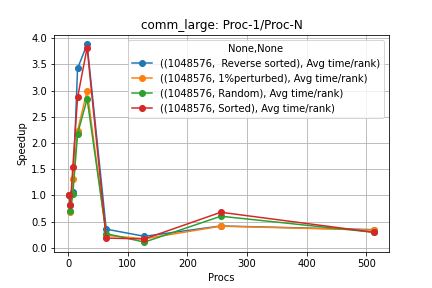 comm_large: Proc-1/Proc-N
None,None
((1048576,  Reverse sorted), Avg time/rank)
((1048576, 1%perturbed), Avg time/rank)
((1048576, Random), Avg time/rank)
((1048576, Sorted), Avg time/rank)
4.0
3.5
3.0
2.5
2.0
1.5
1.0
0.5
0.0
Speedup
0 100 200 300 400 500
Procs